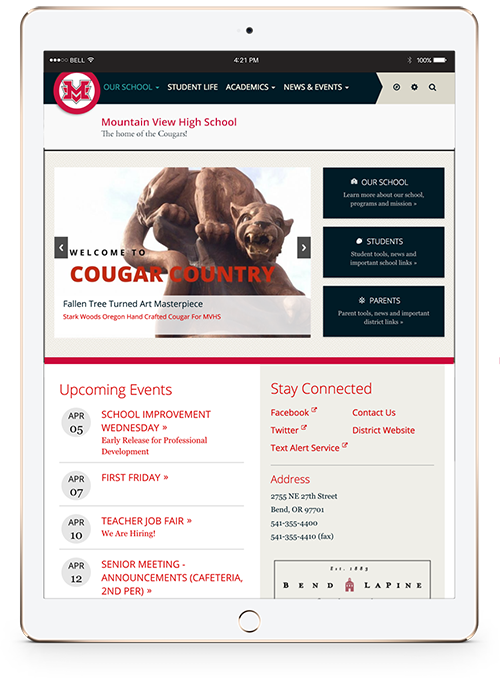 BELL
4:21 PM
100%
MV
OUR SCHOOL
STUDENT LIFE
ACADEMICS
NEWS & EVENTS
Mountain View High School
The home of the Cougars!
WELCOME TO
COUGAR COUNTRY
Fallen Tree Turned Art Masterpiece
Stark Woods Oregon Hand Crafted Cougar For MVHS
OUR SCHOOL
Learn more about our school,
programs and mission »
STUDENTS
Student tools, news and
important school links »
PARENTS
Parent tools, news and important
district links »
Upcoming Events
APR
05
SCHOOL IMPROVEMENT
WEDNESDAY »
Early Release for Professional
Development
APR
07
FIRST FRIDAY »
APR
10
TEACHER JOB FAIR »
We Are Hiring!
APR
12
SENIOR MEETING -
ANNOUNCEMENTS (CAFETERIA,
2ND PER) »
Stay Connected
Facebook
Contact Us
Twitter
District Website
Text Alert Service
Address
2755 NE 27th Street
Bend, OR 97701
541-355-4400
541-355-4410 (fax)
Est. 1883
BEND LAPINE